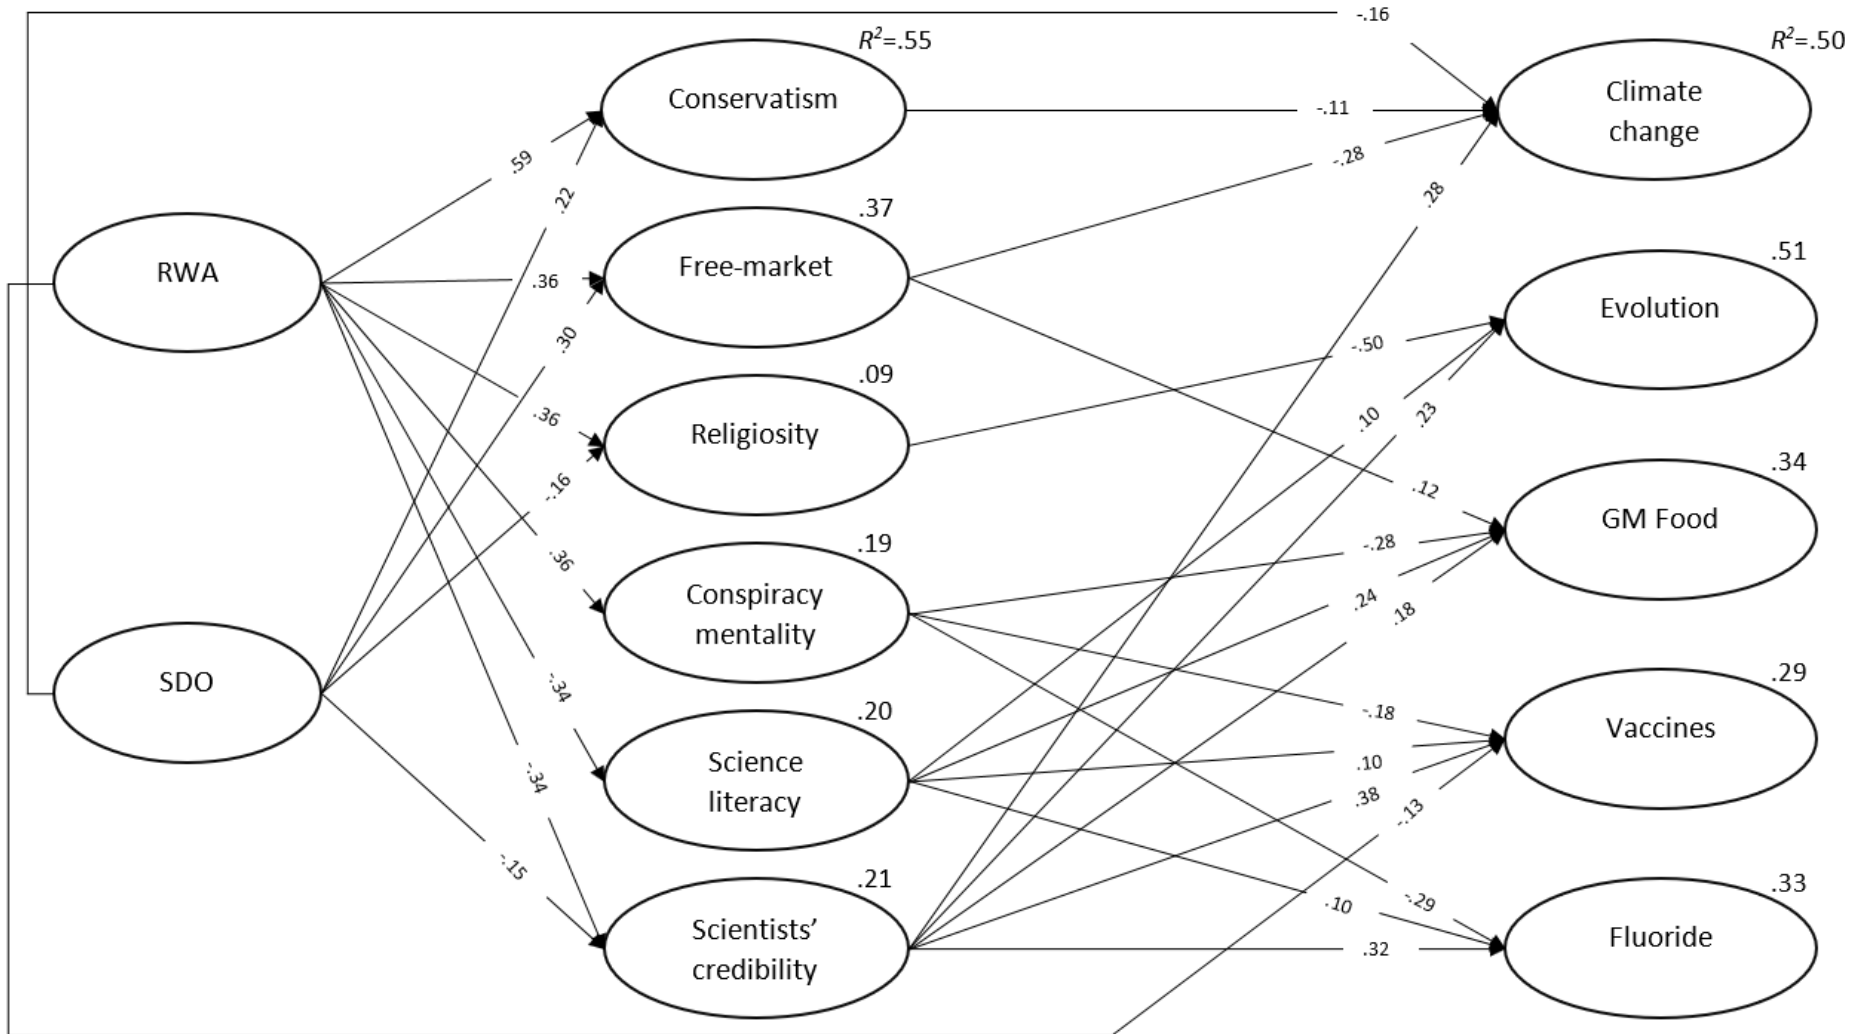 -.16
R²=.55
R²=.50
Conservatism
Climate
change
-.11
.59
-.28
.22
.28
.37
Free-market
RWA
.36
.51
Evolution
.30
-.50
.09
Religiosity
.36
.10
.23
.34
GM Food
-.16
.12
.19
Conspiracy
mentality
.36
-.28
.24
.18
.29
Vaccines
SDO
-.34
.20
Science
literacy
-.18
.10
.38
-.13
-.34
.21
Scientists’
credibility
-.15
.33
Fluoride
.10
-.29
.32